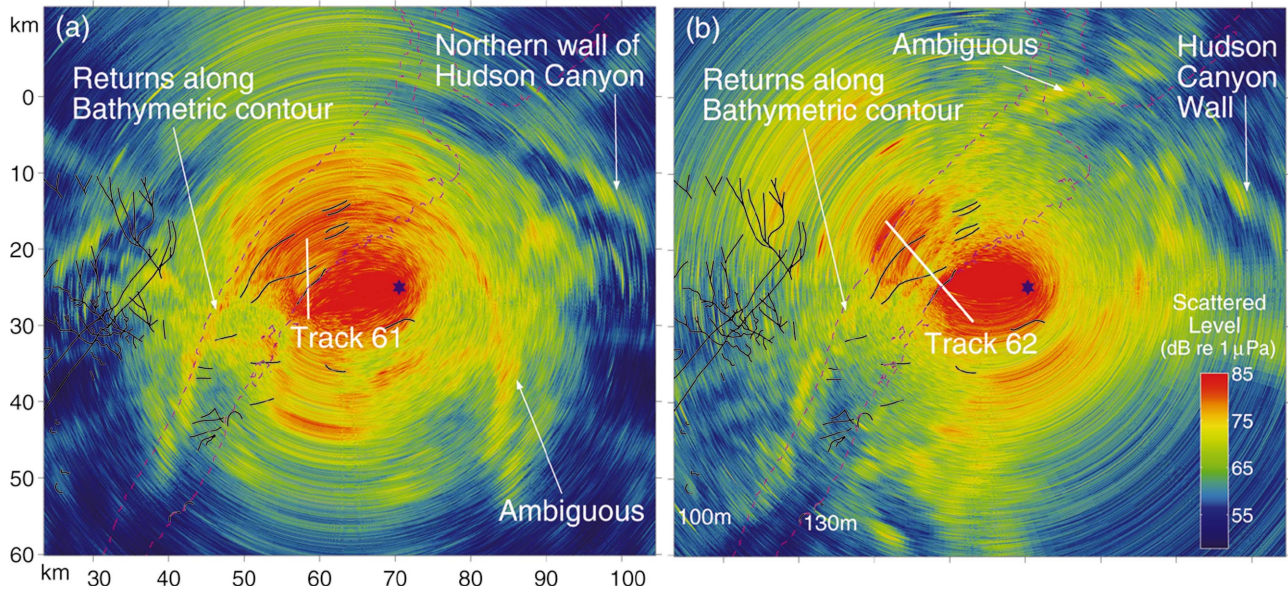 km
0
10
20
30
40
50
60
km
30
40
50
60
70
80
90
100
(a)
Northern wall of
Hudson Canyon
Returns along
Bathymetric contour
Track 61
Ambiguous
(b)
Ambiguous
Hudson
Canyon
Wall
Returns along
Bathymetric contour
Track 62
100m
130m
Scattered
Level
(dB re 1 μPa)
85
75
65
55